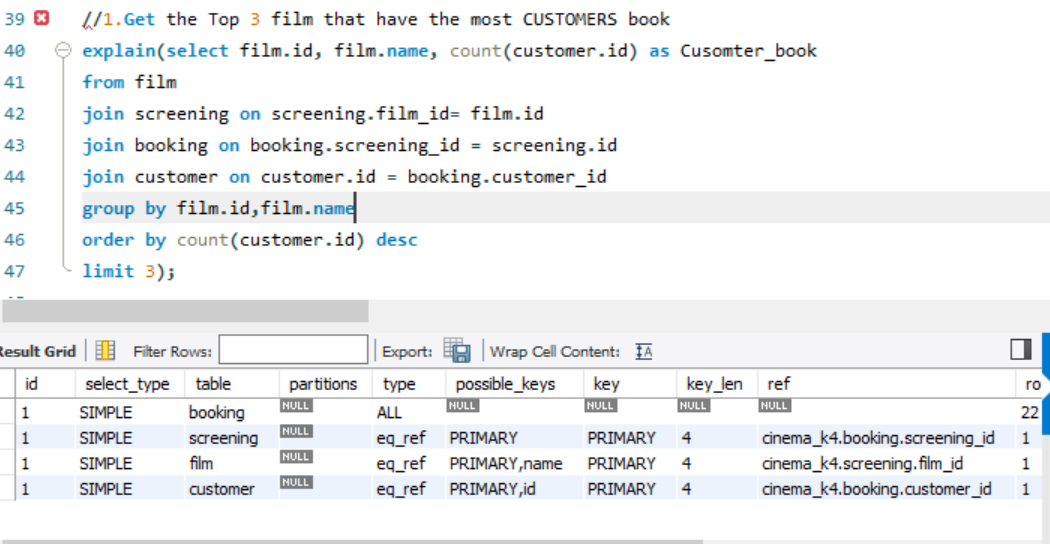 39 //1.Get the Top 3 film that have the most CUSTOMERS book
40 explain(select film.id, film.name, count(customer.id) as Cusomter_book
41 from film
42 join screening on screening.film_id= film.id
43 join booking on booking.screening_id = screening.id
44 join customer on customer.id = booking.customer_id
45 group by film.id,film.name
46 order by count(customer.id) desc
47 limit 3);
Result Grid Filter Rows: Export: Wrap Cell Content: IA
id select_type table partitions type possible_keys key key_len ref ro
1 SIMPLE booking NULL ALL NULL NULL NULL NULL 22
1 SIMPLE screening NULL eq_ref PRIMARY PRIMARY 4 cinema_k4.booking.screening_id 1
1 SIMPLE film NULL eq_ref PRIMARY,name PRIMARY 4 cinema_k4.screening.film_id 1
1 SIMPLE customer NULL eq_ref PRIMARY,id PRIMARY 4 cinema_k4.booking.customer_id 1